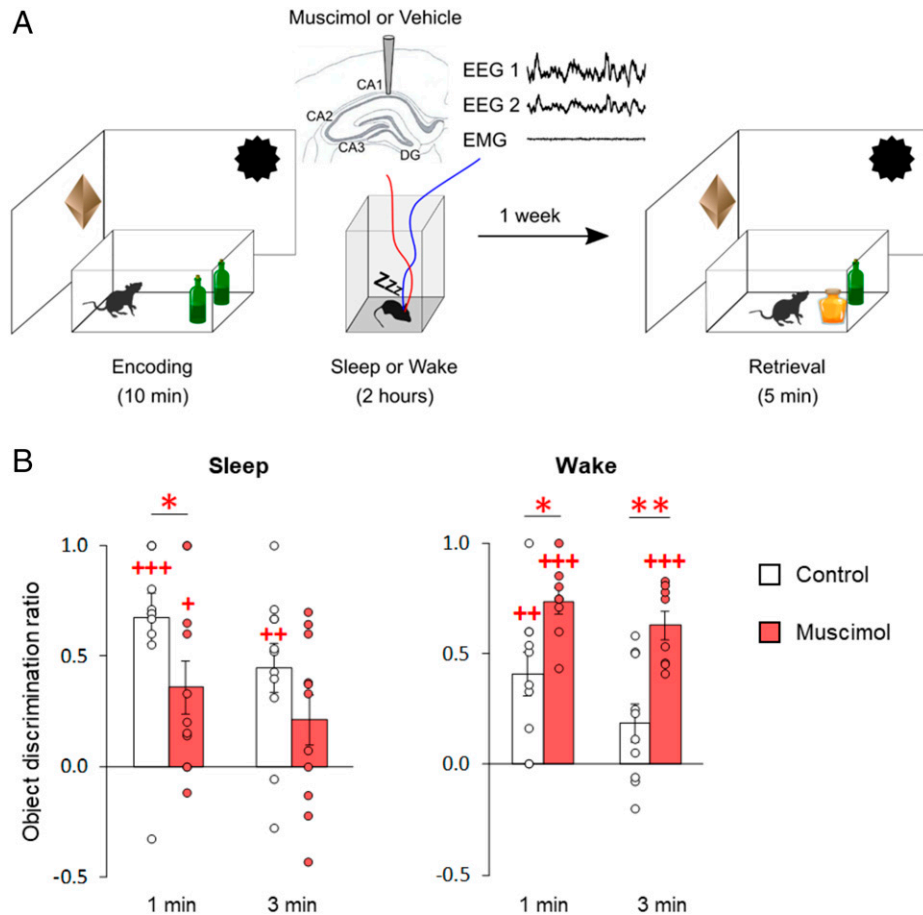 A
Muscimol or Vehicle
CA1
CA2
CA3
DG
EEG 1
EEG 2
EMG
1 week
Zzz
Encoding
(10 min)
Sleep or Wake
(2 hours)
Retrieval
(5 min)
B
Sleep
Wake
Object discrimination ratio
1.0
0.5
0.0
-0.5
*
+++
+
++
1 min
3 min
1.0
0.5
0.0
-0.5
*
**
++
+++
+++
1 min
3 min
Control
Muscimol